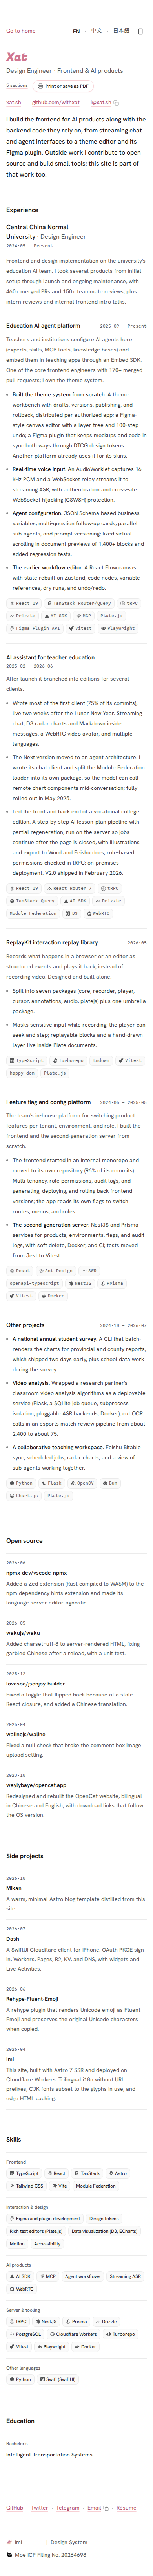 Go to home
EN · 中文 · 日本語
Xat
Design Engineer · Frontend & AI products
5 sections
Print or save as PDF
xat.sh · github.com/withxat · i@xat.sh
I build the frontend for AI products along with
the backend code they rely on, from streaming chat
and agent interfaces to a theme editor and its
Figma plugin. Outside work I contribute to open
source and build small tools; this site is part of
that work too.
Experience
Central China Normal
University · Design Engineer
2024-05 – Present
Frontend and design implementation on the university's
AI education AI team. I took several products from initial
setup through launch and ongoing maintenance, with
460+ merged PRs and 150+ teammate reviews, plus
intern reviews and internal frontend intro talks.
Education AI agent platform
2025-09 – Present
Teachers and institutions configure AI agents here
(experts, skills, MCP tools, knowledge bases) and
embed them in teaching apps through an Embed SDK.
One of the core frontend engineers with ~170 merged
pull requests; I own the theme system.
Built the theme system from scratch. A theme
workbench with drafts, versions, publishing, and
rollback, distributed per authorized app; a Figma-
style canvas editor with a layer tree and 100-step
undo; a Figma plugin that keeps mockups and code in
sync both ways through DTCG design tokens.
Another platform already uses it for its skins.
Real-time voice input. An AudioWorklet captures 16
kHz PCM and a WebSocket relay streams it to
streaming ASR, with authentication and cross-site
WebSocket hijacking (CSWSH) protection.
Agent configuration. JSON Schema based business
variables, multi-question follow-up cards, parallel
sub-agents, and prompt versioning; fixed virtual
scrolling in document previews of 1,400+ blocks and
added regression tests.
The earlier workflow editor. A React Flow canvas
with state rebuilt on Zustand, code nodes, variable
references, dry runs, and undo/redo.
React 19
TanStack Router/Query
tRPC
Drizzle
AI SDK
MCP
Plate.js
Figma Plugin API
Vitest
Playwright
AI assistant for teacher education
2025-02 – 2026-06
After launch it branched into editions for several
clients.
Wrote most of the first client (2025), built in two
weeks and launched after the Lunar New Year. Streaming
chat, D3 radar charts and Markdown inside
messages, a WebRTC video avatar, and multiple
languages.
The Next version moved to an agent architecture. I
wrote its chat client and split the Module Federation
loader into its own package, so the main chat can call
remote chart components mid conversation; fully
rolled out in May 2025.
Led the front and back end of a vocational college
edition. A step-by-step AI lesson plan pipeline with
partial regeneration, run on the server so jobs
continue after the page is closed, with illustrations
and export to Word and Feishu docs; role-based
permissions checked in tRPC; on premises
deployment. V2.0 shipped in February 2026.
React 19
React Router 7
tRPC
TanStack Query
AI SDK
Drizzle
Module Federation
D3
WebRTC
ReplayKit interaction replay library
2026-05
Records what happens in a browser or an editor as
structured events and plays it back, instead of
recording video. Designed and built alone.
Split into seven packages (core, recorder, player,
cursor, annotations, audio, platejs) plus one umbrella
package.
Masks sensitive input while recording; the player can
seek and step; replayable blocks and a hand-drawn
layer live inside Plate documents.
TypeScript
Turborepo
tsdown
Vitest
happy-dom
Plate.js
Feature flag and config platform
2024-05 – 2025-05
The team's in-house platform for switching product
features per tenant, environment, and role. I built the
frontend and the second-generation server from
scratch.
The frontend started in an internal monorepo and
moved to its own repository (96% of its commits).
Multi-tenancy, role permissions, audit logs, and
generating, deploying, and rolling back frontend
versions; the app reads its own flags to switch
routes, menus, and roles.
The second-generation server. NestJS and Prisma
services for products, environments, flags, and audit
logs, with soft delete, Docker, and CI; tests moved
from Jest to Vitest.
React
Ant Design
SWR
openapi-typescript
NestJS
Prisma
Vitest
Docker
Other projects
2024-10 – 2026-07
A national annual student survey. A CLI that batch-
renders the charts for provincial and county reports,
which shipped two days early, plus school rank work
during the survey.
Video analysis. Wrapped a research partner's
classroom video analysis algorithms as a deployable
service (Flask, a SQLite job queue, subprocess
isolation, pluggable ASR backends, Docker); cut OCR
calls in its exact patch match review pipeline from about
2,400 to about 75.
A collaborative teaching workspace. Feishu Bitable
sync, scheduled jobs, radar charts, and a view of
sub-agents working together.
Python
Flask
OpenCV
Bun
Chart.js
Plate.js
Open source
2026-06
npmx-dev/vscode-npmx
Added a Zed extension (Rust compiled to WASM) to the
npm dependency hints extension and made its
language server editor-agnostic.
2026-05
wakujs/waku
Added charset=utf-8 to server-rendered HTML, fixing
garbled Chinese after a reload, with a unit test.
2025-12
lovasoa/jsonjoy-builder
Fixed a toggle that flipped back because of a stale
React closure, and added a Chinese translation.
2025-04
walinejs/waline
Fixed a null check that broke the comment box image
upload setting.
2023-10
waylybaye/opencat.app
Designed and rebuilt the OpenCat website, bilingual
in Chinese and English, with download links that follow
the OS version.
Side projects
2026-10
Mikan
A warm, minimal Astro blog template distilled from this
site.
2026-07
Dash
A SwiftUI Cloudflare client for iPhone. OAuth PKCE sign-
in, Workers, Pages, R2, KV, and DNS, with widgets and
Live Activities.
2026-06
Rehype-Fluent-Emoji
A rehype plugin that renders Unicode emoji as Fluent
Emoji and preserves the original Unicode characters
when copied.
2026-04
lml
This site, built with Astro 7 SSR and deployed on
Cloudflare Workers. Trilingual i18n without URL
prefixes, CJK fonts subset to the glyphs in use, and
edge HTML caching.
Skills
Frontend
TypeScript
React
TanStack
Astro
Tailwind CSS
Vite
Module Federation
Interaction & design
Figma and plugin development
Design tokens
Rich text editors (Plate.js)
Data visualization (D3, ECharts)
Motion
Accessibility
AI products
AI SDK
MCP
Agent workflows
Streaming ASR
WebRTC
Server & tooling
tRPC
NestJS
Prisma
Drizzle
PostgreSQL
Cloudflare Workers
Turborepo
Vitest
Playwright
Docker
Other languages
Python
Swift (SwiftUI)
Education
Bachelor's
Intelligent Transportation Systems
GitHub · Twitter · Telegram · Email · Résumé
lml | Design System
Moe ICP Filing No. 20264698